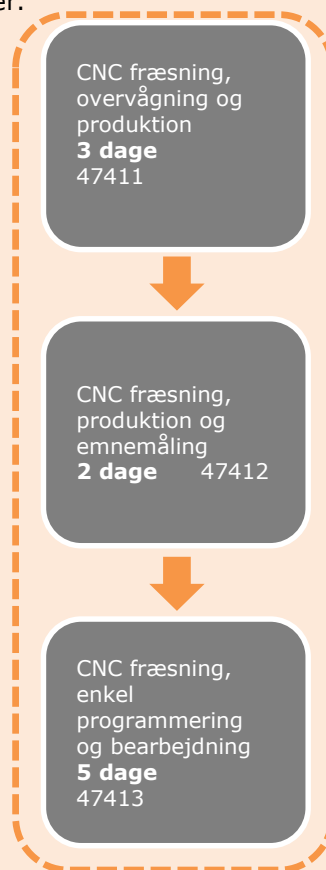 er.
CNC fræsning,
overvågning og
produktion
3 dage
47411
CNC fræsning,
produktion og
emnemåling
2 dage 47412
CNC fræsning,
enkel
programmering
og bearbejdning
5 dage
47413